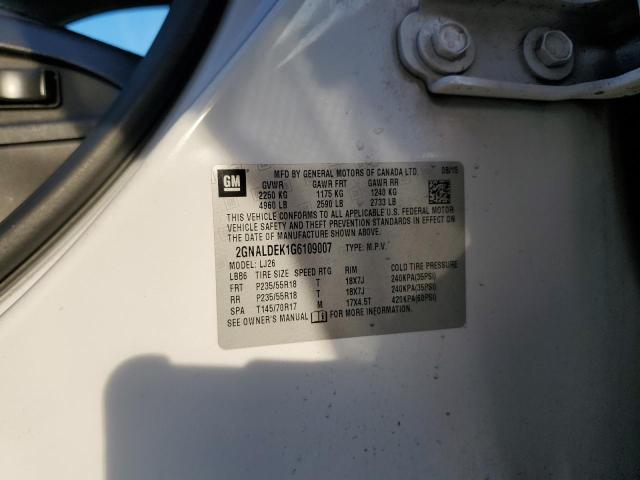 GM
MFD BY GENERAL MOTORS OF CANADA LTD. 08/15
GVWR GAWR FRT GAWR RR
2250 KG 1175 KG 1240 KG
4960 LB 2590 LB 2733 LB
THIS VEHICLE CONFORMS TO ALL APPLICABLE U.S. FEDERAL MOTOR
VEHICLE SAFETY AND THEFT PREVENTION STANDARDS IN EFFECT ON
THE DATE OF MANUFACTURE SHOWN ABOVE.
2GNALDEK1G6109007 TYPE: M.P.V.
MODEL: LJ26
LBB6 TIRE SIZE SPEED RTG RIM COLD TIRE PRESSURE
FRT P235/55R18 T 18X7J 240KPA(35PSI)
RR P235/55R18 T 18X7J 240KPA(35PSI)
SPA T145/70R17 M 17X4.5T 420KPA(60PSI)
SEE OWNER'S MANUAL